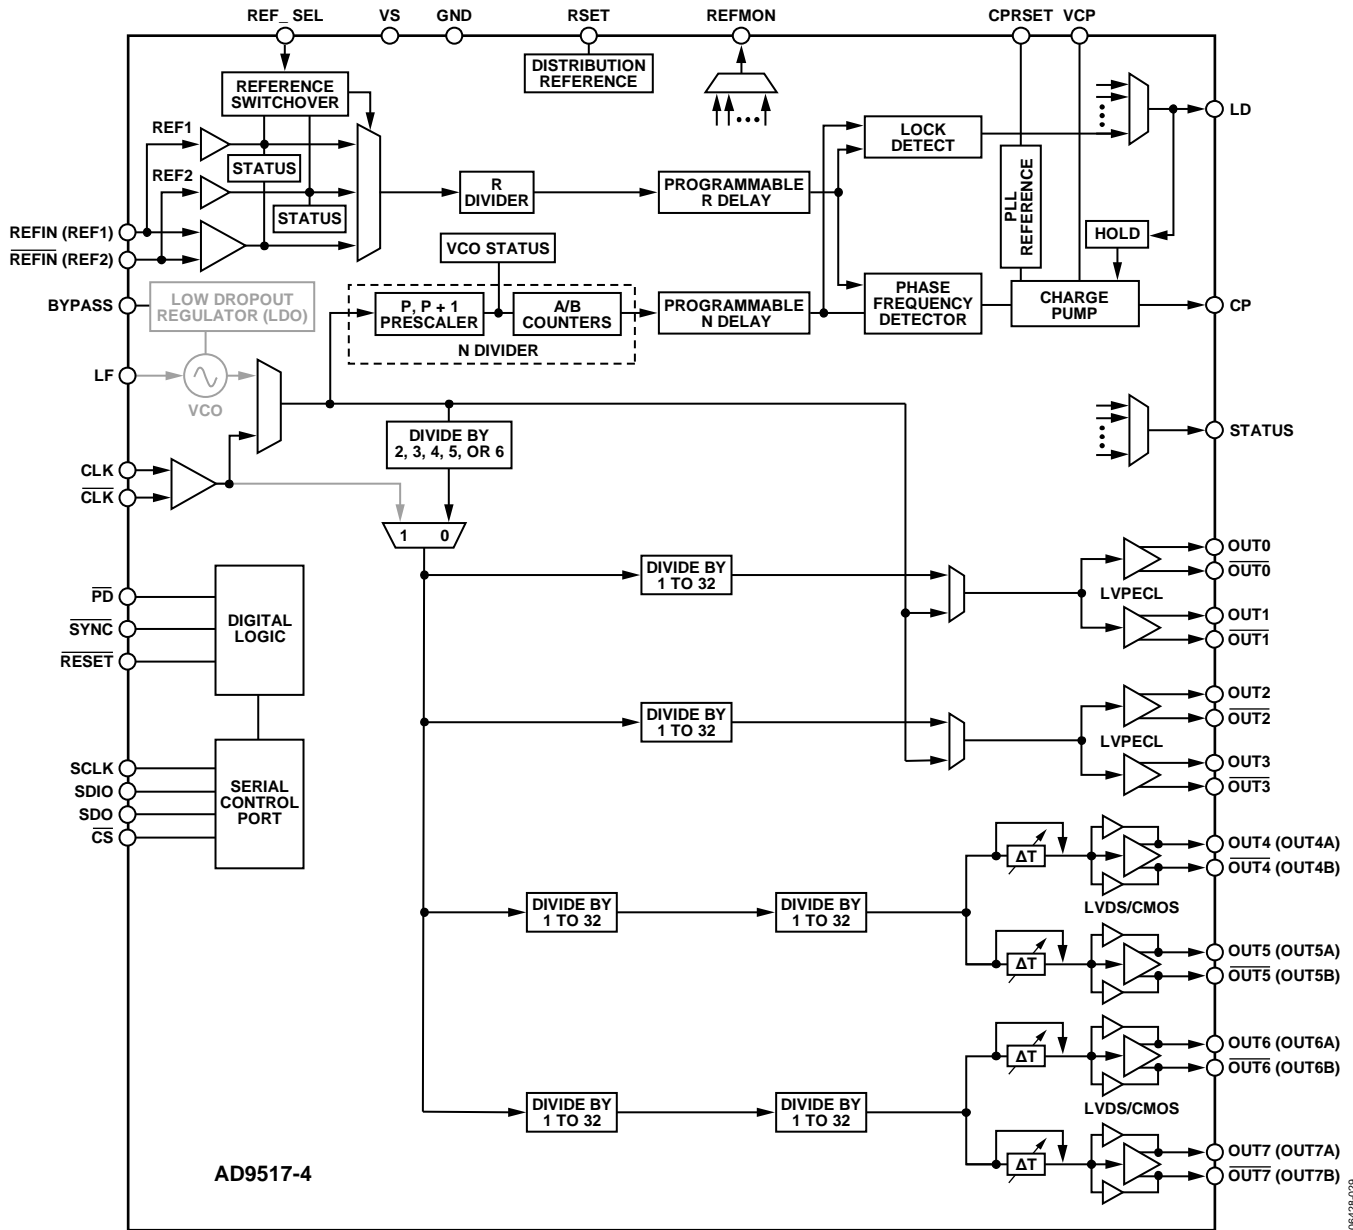 REF_ SEL
VS
GND
RSET
REFMON
CPRSET
VCP
DISTRIBUTION
REFERENCE
REFERENCE
SWITCHOVER
REF1
STATUS
REF2
STATUS
R
DIVIDER
PROGRAMMABLE
R DELAY
LOCK
DETECT
LD
PLL
REFERENCE
HOLD
REFIN (REF1)
REFIN (REF2)
VCO STATUS
BYPASS
LOW DROPOUT
REGULATOR (LDO)
P, P + 1
PRESCALER
A/B
COUNTERS
N DIVIDER
PROGRAMMABLE
N DELAY
PHASE
FREQUENCY
DETECTOR
CHARGE
PUMP
CP
LF
VCO
STATUS
DIVIDE BY
2, 3, 4, 5, OR 6
CLK
CLK
1
0
DIVIDE BY
1 TO 32
LVPECL
OUT0
OUT0
OUT1
OUT1
PD
SYNC
RESET
DIGITAL
LOGIC
DIVIDE BY
1 TO 32
LVPECL
OUT2
OUT2
OUT3
OUT3
SCLK
SDIO
SDO
CS
SERIAL
CONTROL
PORT
DIVIDE BY
1 TO 32
DIVIDE BY
1 TO 32
ΔT
ΔT
LVDS/CMOS
OUT4 (OUT4A)
OUT4 (OUT4B)
OUT5 (OUT5A)
OUT5 (OUT5B)
DIVIDE BY
1 TO 32
DIVIDE BY
1 TO 32
ΔT
ΔT
LVDS/CMOS
OUT6 (OUT6A)
OUT6 (OUT6B)
OUT7 (OUT7A)
OUT7 (OUT7B)
AD9517-4
06428-029